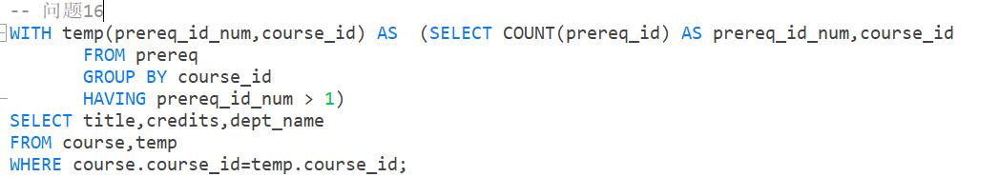 -- 问题16
WITH temp(prereq_id_num,course_id) AS  (SELECT COUNT(prereq_id) AS prereq_id_num,course_id
FROM prereq
GROUP BY course_id
HAVING prereq_id_num > 1)
SELECT title,credits,dept_name
FROM course,temp
WHERE course.course_id=temp.course_id;